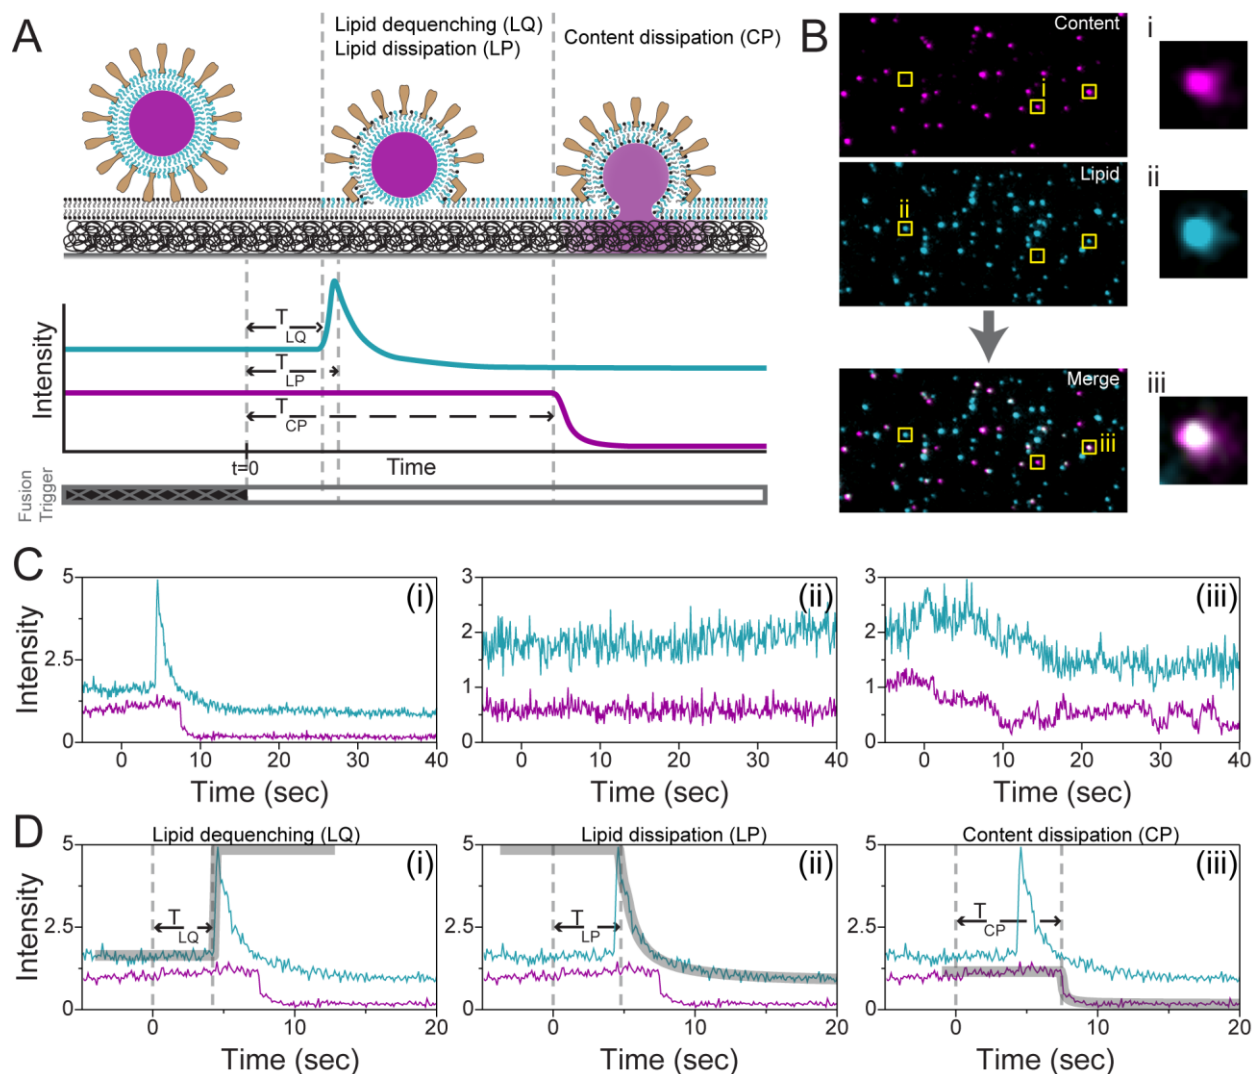 A
Lipid dequenching (LQ)
Lipid dissipation (LP)
Content dissipation (CP)
Intensity
T
LQ
T
LP
T
CP
t=0
Time
Fusion
Trigger
B
Content
i
i
Lipid
ii
ii
Merge
iii
iii
C
Intensity
5
2.5
0
(i)
0 10 20 30 40
Time (sec)
3
2
1
0
(ii)
0 10 20 30 40
Time (sec)
3
2
1
0
(iii)
0 10 20 30 40
Time (sec)
D
Intensity
Lipid dequenching (LQ)
5
2.5
0
(i)
T
LQ
0 10 20
Time (sec)
Lipid dissipation (LP)
5
2.5
0
(ii)
T
LP
0 10 20
Time (sec)
Content dissipation (CP)
5
2.5
0
(iii)
T
CP
0 10 20
Time (sec)